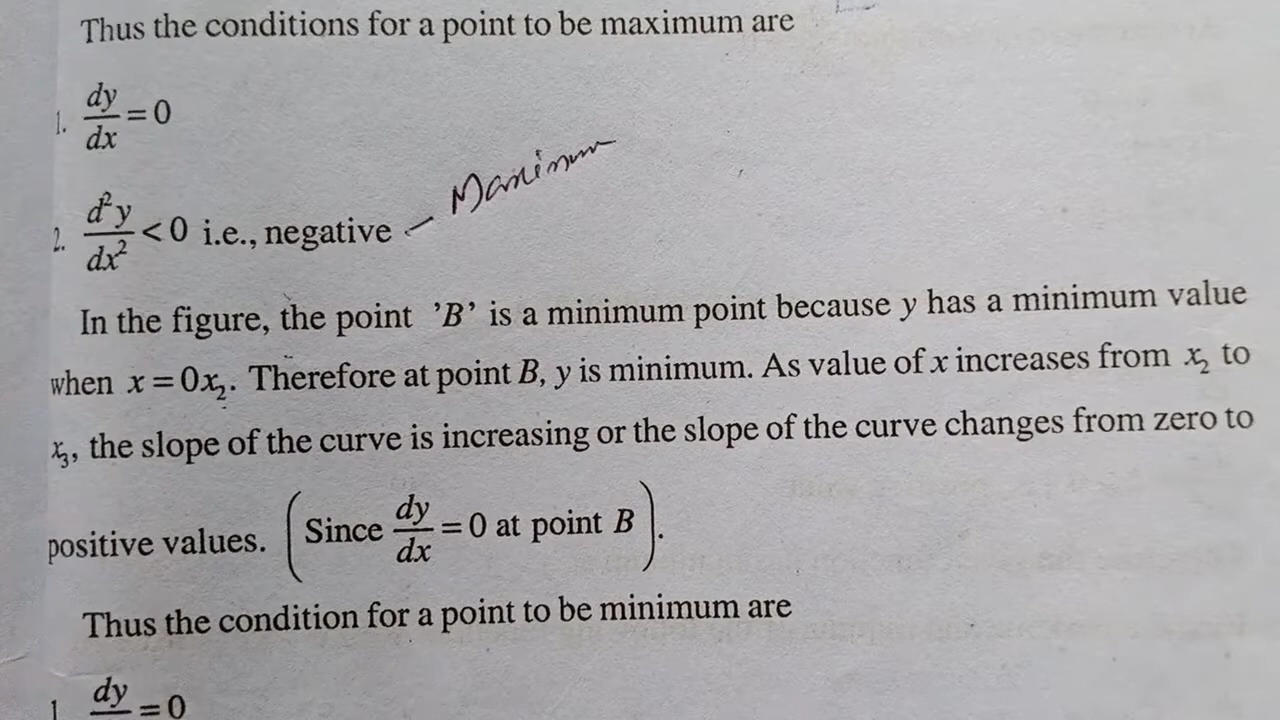 Thus the conditions for a point to be maximum are
1. dy/dx = 0
2. d²y/dx² < 0 i.e., negative – Maximum
In the figure, the point ’B’ is a minimum point because y has a minimum value
when x = 0x₂. Therefore at point B, y is minimum. As value of x increases from x₂ to
x₃, the slope of the curve is increasing or the slope of the curve changes from zero to
positive values. (Since dy/dx = 0 at point B).
Thus the condition for a point to be minimum are
1 dy = 0